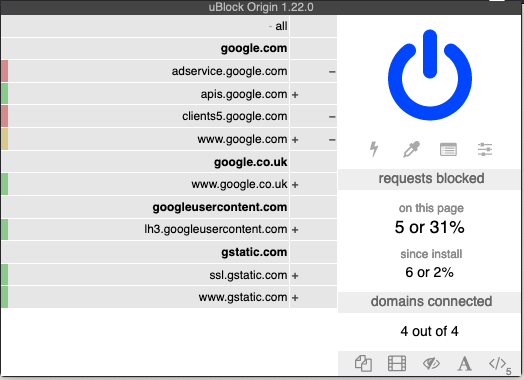 uBlock Origin 1.22.0
- all
google.com
adservice.google.com –
apis.google.com +
clients5.google.com –
www.google.com + –
google.co.uk
www.google.co.uk +
googleusercontent.com
lh3.googleusercontent.com +
gstatic.com
ssl.gstatic.com +
www.gstatic.com +
requests blocked
on this page
5 or 31%
since install
6 or 2%
domains connected
4 out of 4
A </> 5